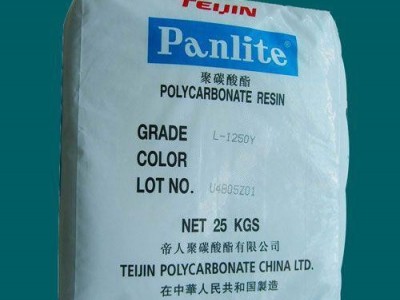 TEIJIN
Panlite®
聚碳酸酯
POLYCARBONATE RESIN
GRADE L-1250Y
COLOR
LOT NO. U4805Z01
NET 25 KGS
帝人聚碳酸酯有限公司
TEIJIN POLYCARBONATE CHINA LTD.
在中華人民共和国製造